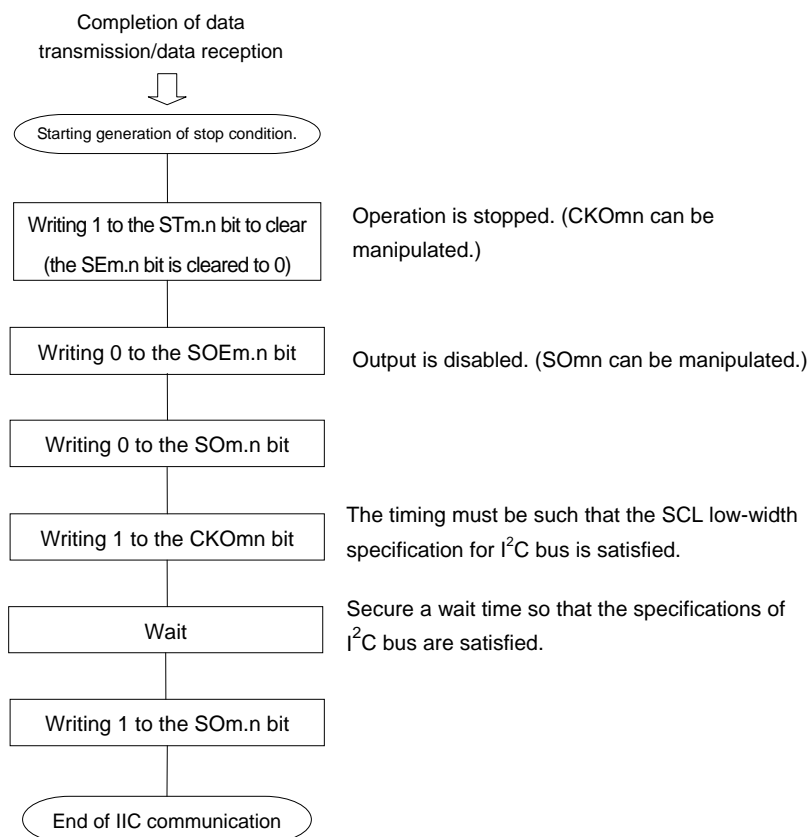 Completion of data
transmission/data reception
Starting generation of stop condition.
Writing 1 to the STm.n bit to clear
(the SEm.n bit is cleared to 0)
Operation is stopped. (CKOmn can be
manipulated.)
Writing 0 to the SOEm.n bit
Output is disabled. (SOmn can be manipulated.)
Writing 0 to the SOm.n bit
Writing 1 to the CKOmn bit
The timing must be such that the SCL low-width
specification for I²C bus is satisfied.
Wait
Secure a wait time so that the specifications of
I²C bus are satisfied.
Writing 1 to the SOm.n bit
End of IIC communication